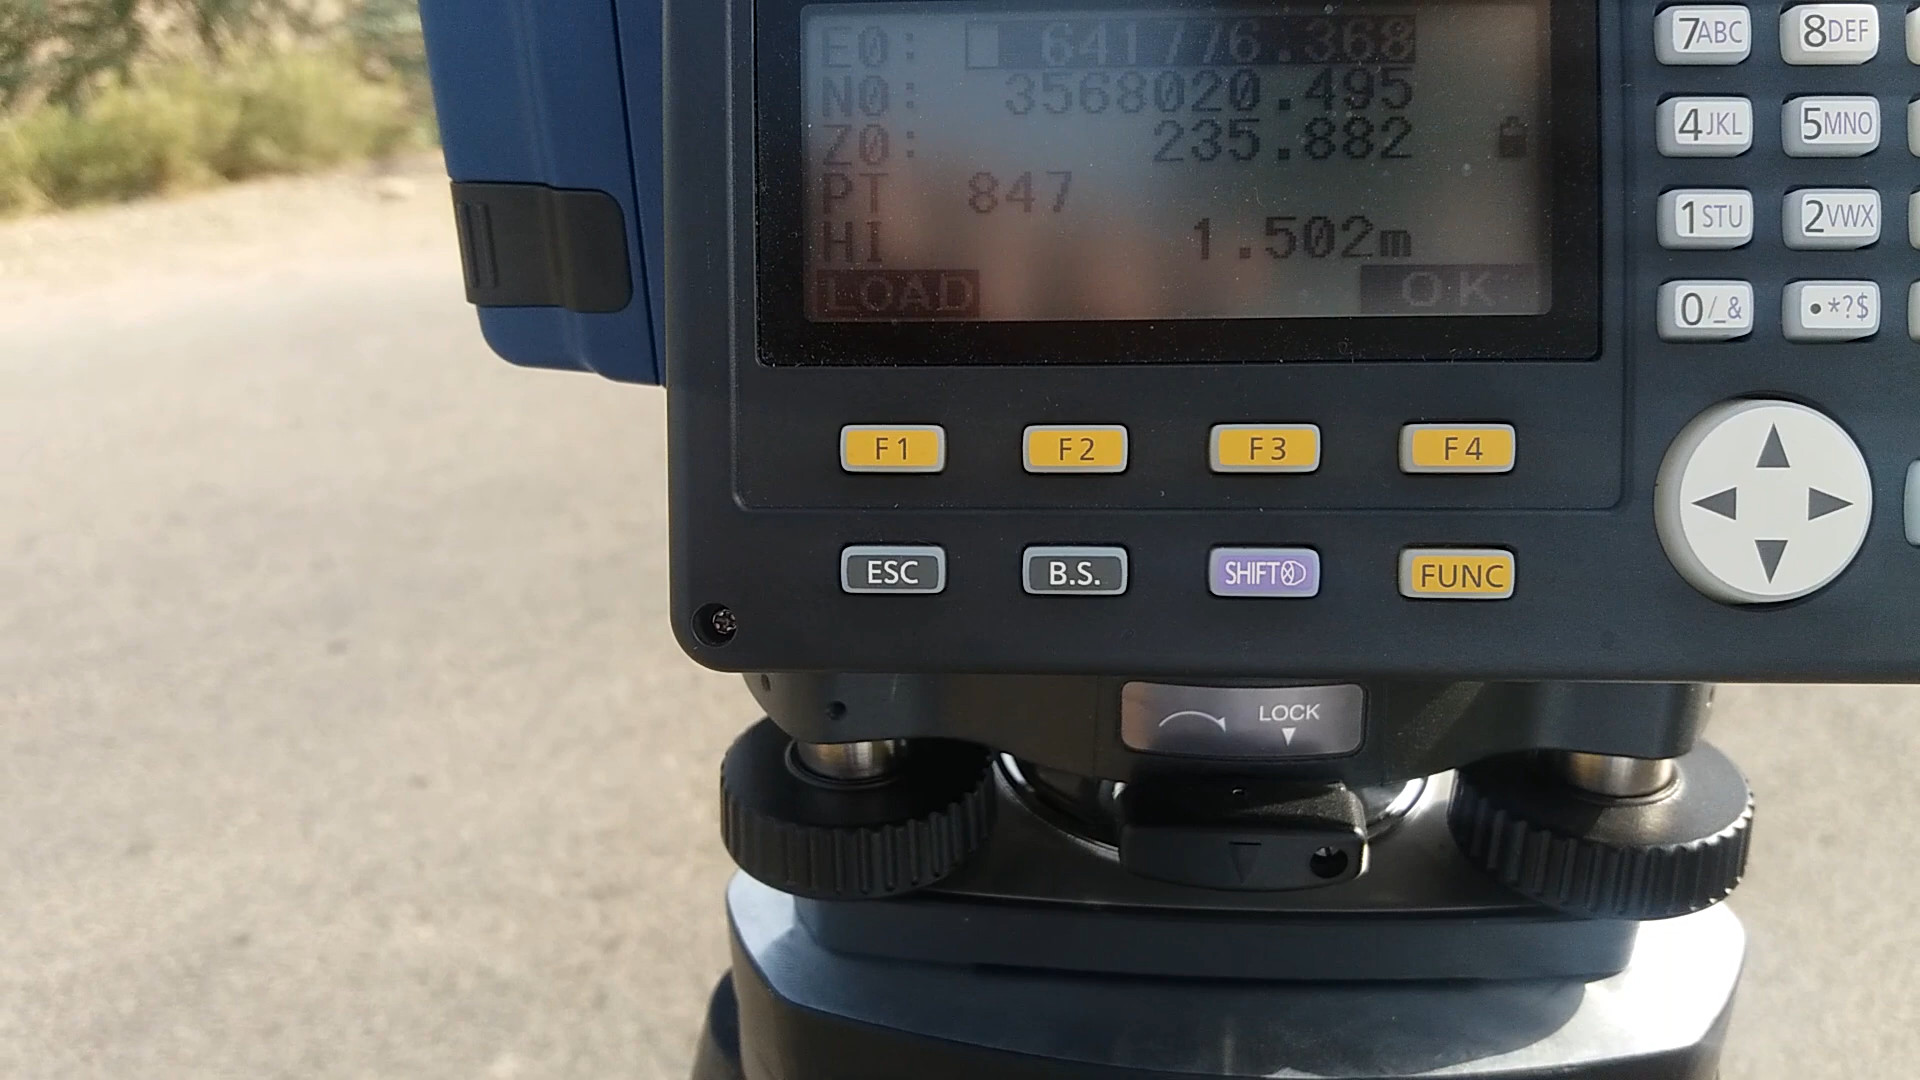 E0: 641776.368
N0: 3568020.495
Z0: 235.882
PT 847
HI 1.502m
LOAD OK
7ABC 8DEF
4JKL 5MNO
1STU 2VWX
0/_& •*?$
F1 F2 F3 F4
ESC B.S. SHIFT FUNC
LOCK